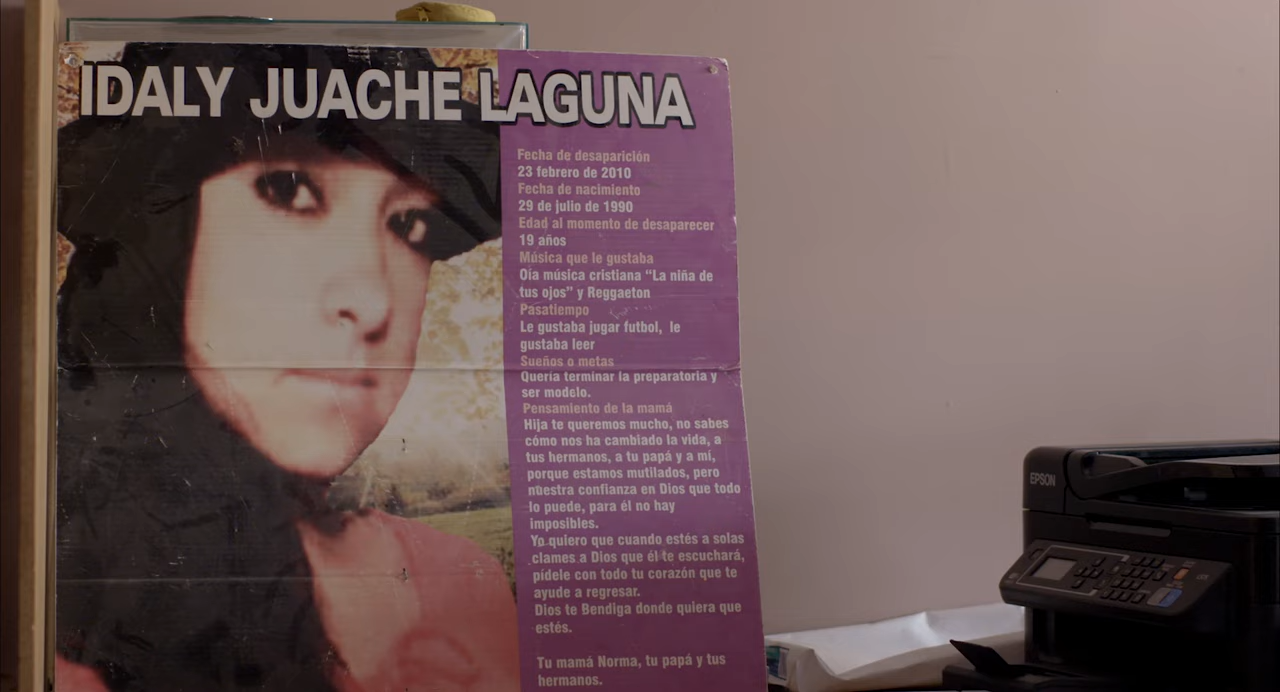 IDALY JUACHE LAGUNA
Fecha de desaparición
23 febrero de 2010
Fecha de nacimiento
29 de julio de 1990
Edad al momento de desaparecer
19 años
Música que le gustaba
Oía música cristiana “La niña de
tus ojos” y Reggaeton
Pasatiempo
Le gustaba jugar futbol, le
gustaba leer
Sueños o metas
Quería terminar la preparatoria y
ser modelo.
Pensamiento de la mamá
Hija te queremos mucho, no sabes
cómo nos ha cambiado la vida, a
tus hermanos, a tu papá y a mí,
porque estamos mutilados, pero
nuestra confianza en Dios que todo
lo puede, para él no hay
imposibles.
Yo quiero que cuando estés a solas
clames a Dios que él te escuchará,
pídele con todo tu corazón que te
ayude a regresar.
Dios te Bendiga donde quiera que
estés.
Tu mamá Norma, tu papá y tus
hermanos.
EPSON